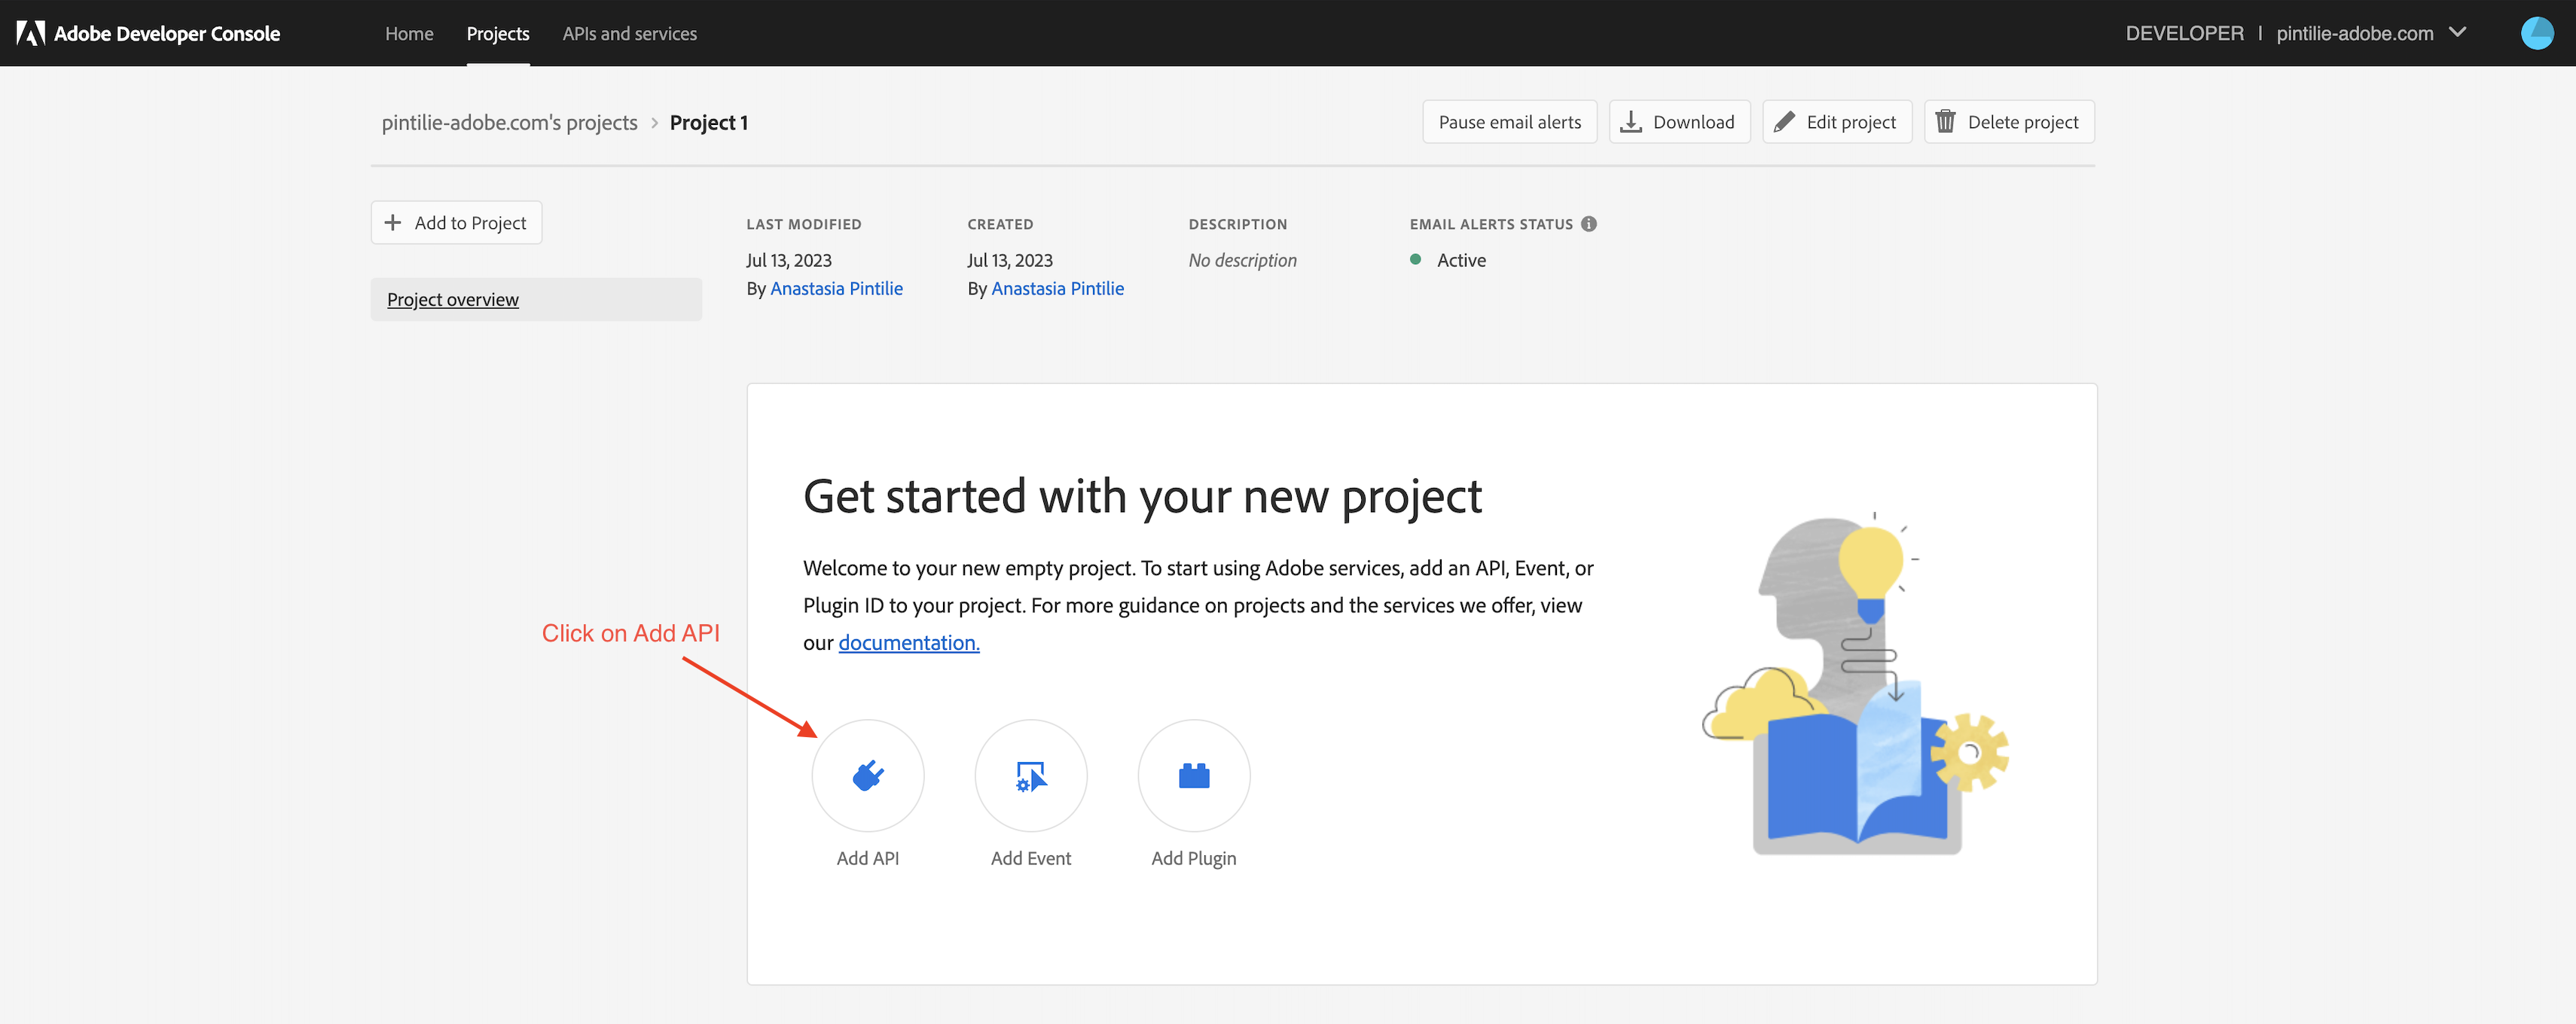 Adobe Developer Console
Home
Projects
APIs and services
DEVELOPER | pintilie-adobe.com
pintilie-adobe.com's projects > Project 1
Pause email alerts
Download
Edit project
Delete project
Add to Project
Project overview
LAST MODIFIED
Jul 13, 2023
By Anastasia Pintilie
CREATED
Jul 13, 2023
By Anastasia Pintilie
DESCRIPTION
No description
EMAIL ALERTS STATUS
Active
Get started with your new project
Welcome to your new empty project. To start using Adobe services, add an API, Event, or
Plugin ID to your project. For more guidance on projects and the services we offer, view
our documentation.
Click on Add API
Add API
Add Event
Add Plugin